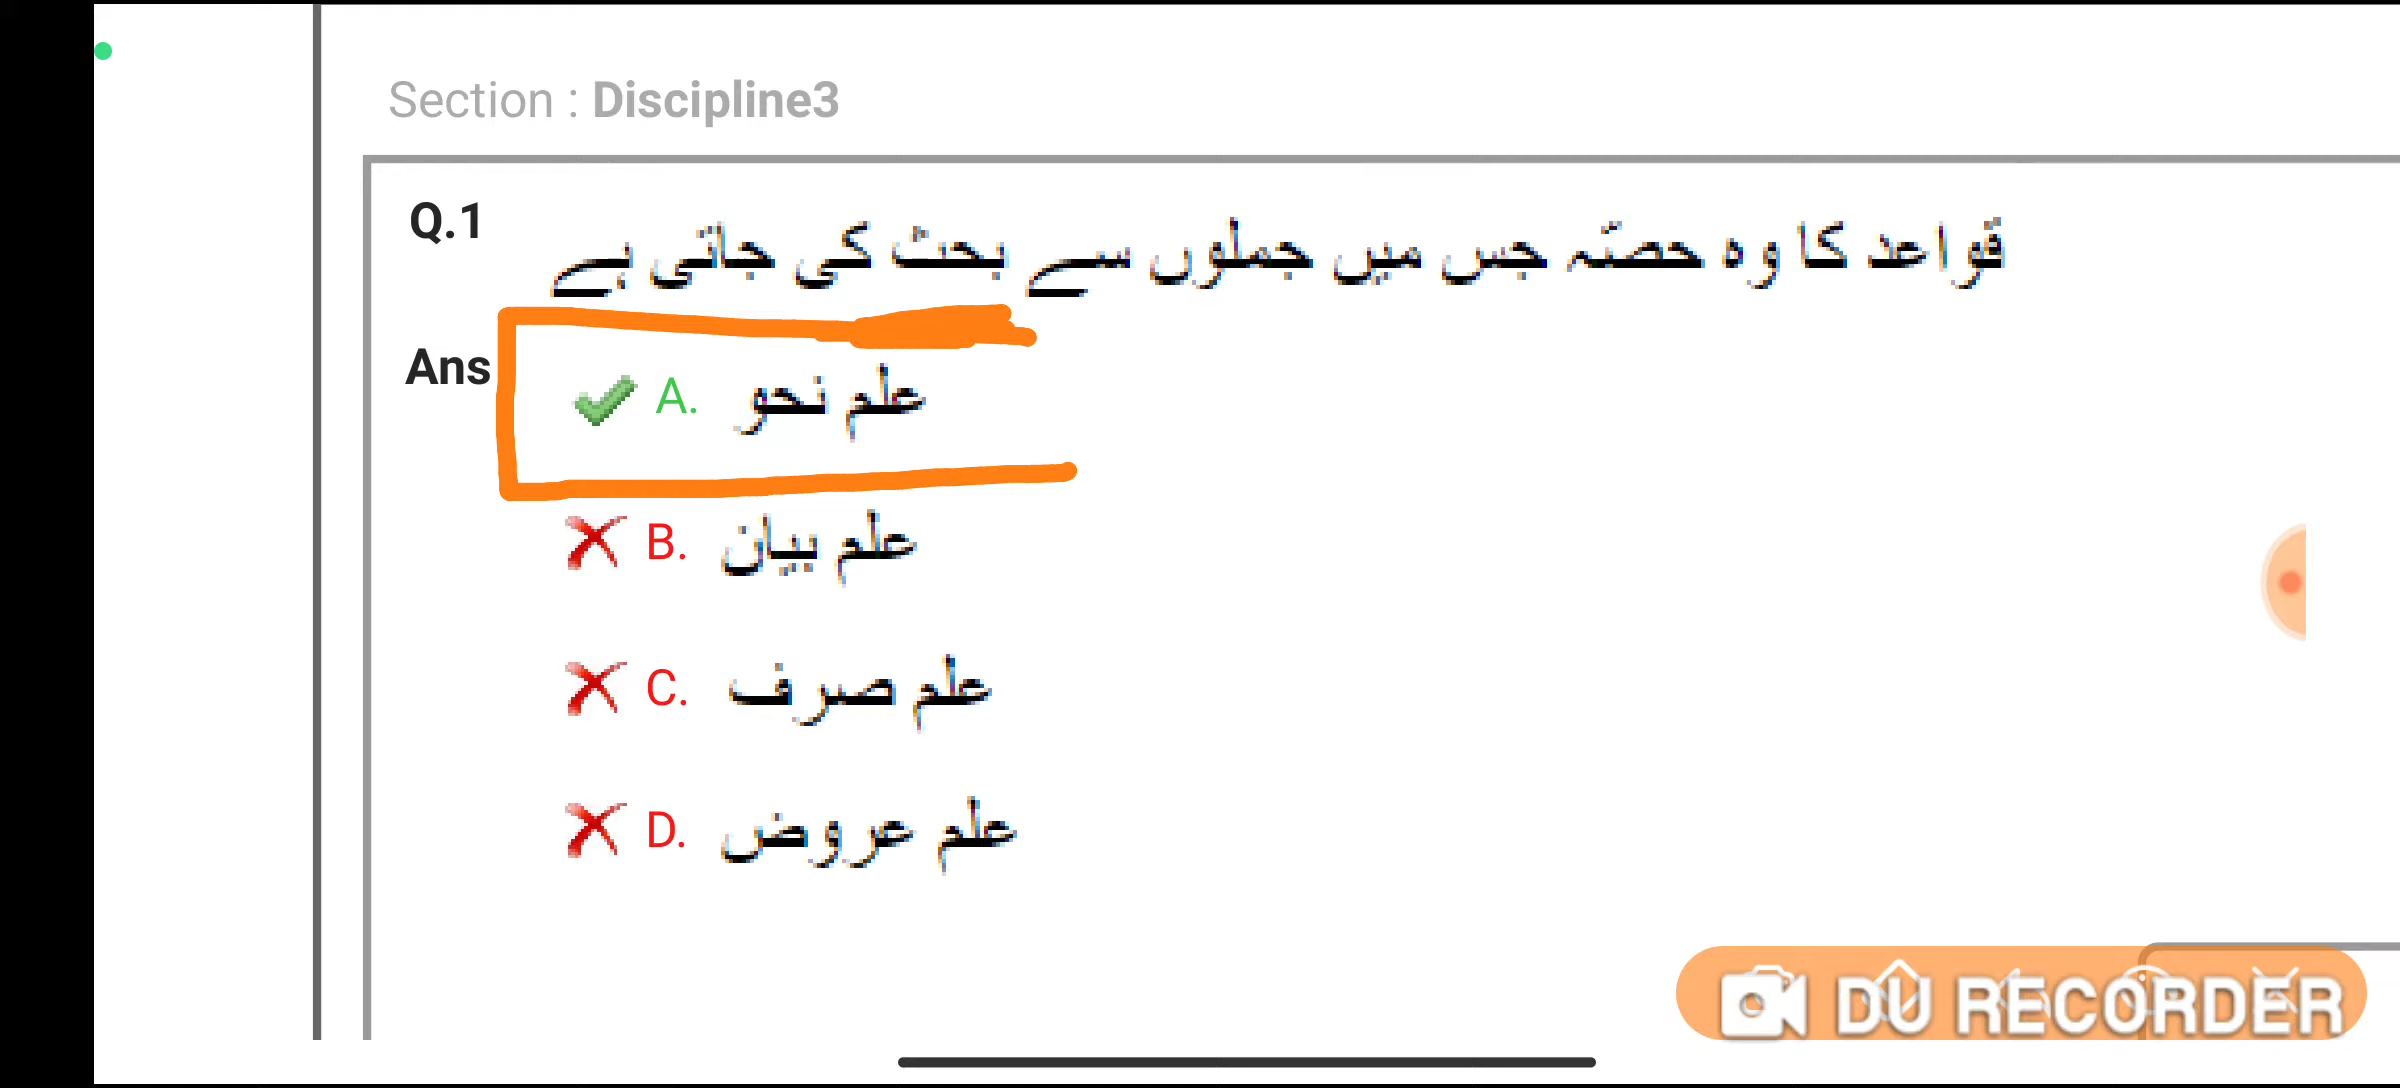 Section : Discipline3
Q.1 قواعد کا وہ حصّہ جس میں جملوں سے بحث کی جاتی ہے
Ans A. علم نحو
B. علم بیان
C. علم صرف
D. علم عروض
DU RECORDER